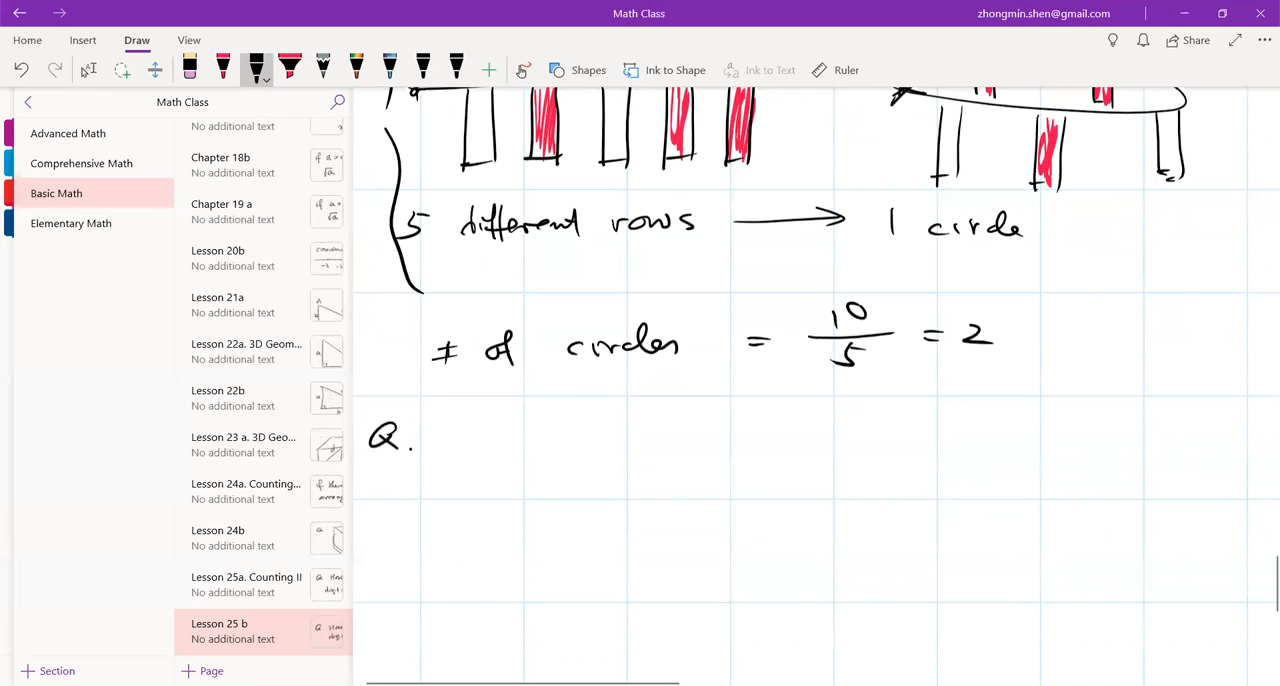 Math Class
zhongmin.shen@gmail.com
Home
Insert
Draw
View
Share
Shapes
Ink to Shape
Ink to Text
Ruler
Math Class
Advanced Math
Comprehensive Math
Basic Math
Elementary Math
No additional text
Chapter 18b
No additional text
Chapter 19 a
No additional text
Lesson 20b
No additional text
Lesson 21a
No additional text
Lesson 22a. 3D Geom...
No additional text
Lesson 22b
No additional text
Lesson 23 a. 3D Geo...
No additional text
Lesson 24a. Counting...
No additional text
Lesson 24b
No additional text
Lesson 25a. Counting II
No additional text
Lesson 25 b
No additional text
+ Section
+ Page
5 different rows → 1 circle
# of circles = 10/5 = 2
Q.